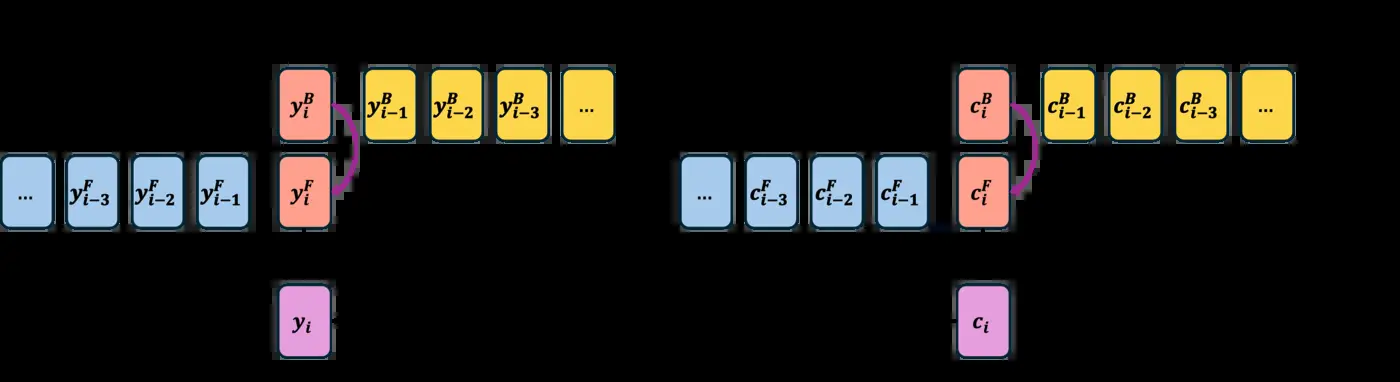 y_i^B y_{i-1}^B y_{i-2}^B y_{i-3}^B ... c_i^B c_{i-1}^B c_{i-2}^B c_{i-3}^B ...
... y_{i-3}^F y_{i-2}^F y_{i-1}^F y_i^F ... c_{i-3}^F c_{i-2}^F c_{i-1}^F c_i^F
y_i c_i